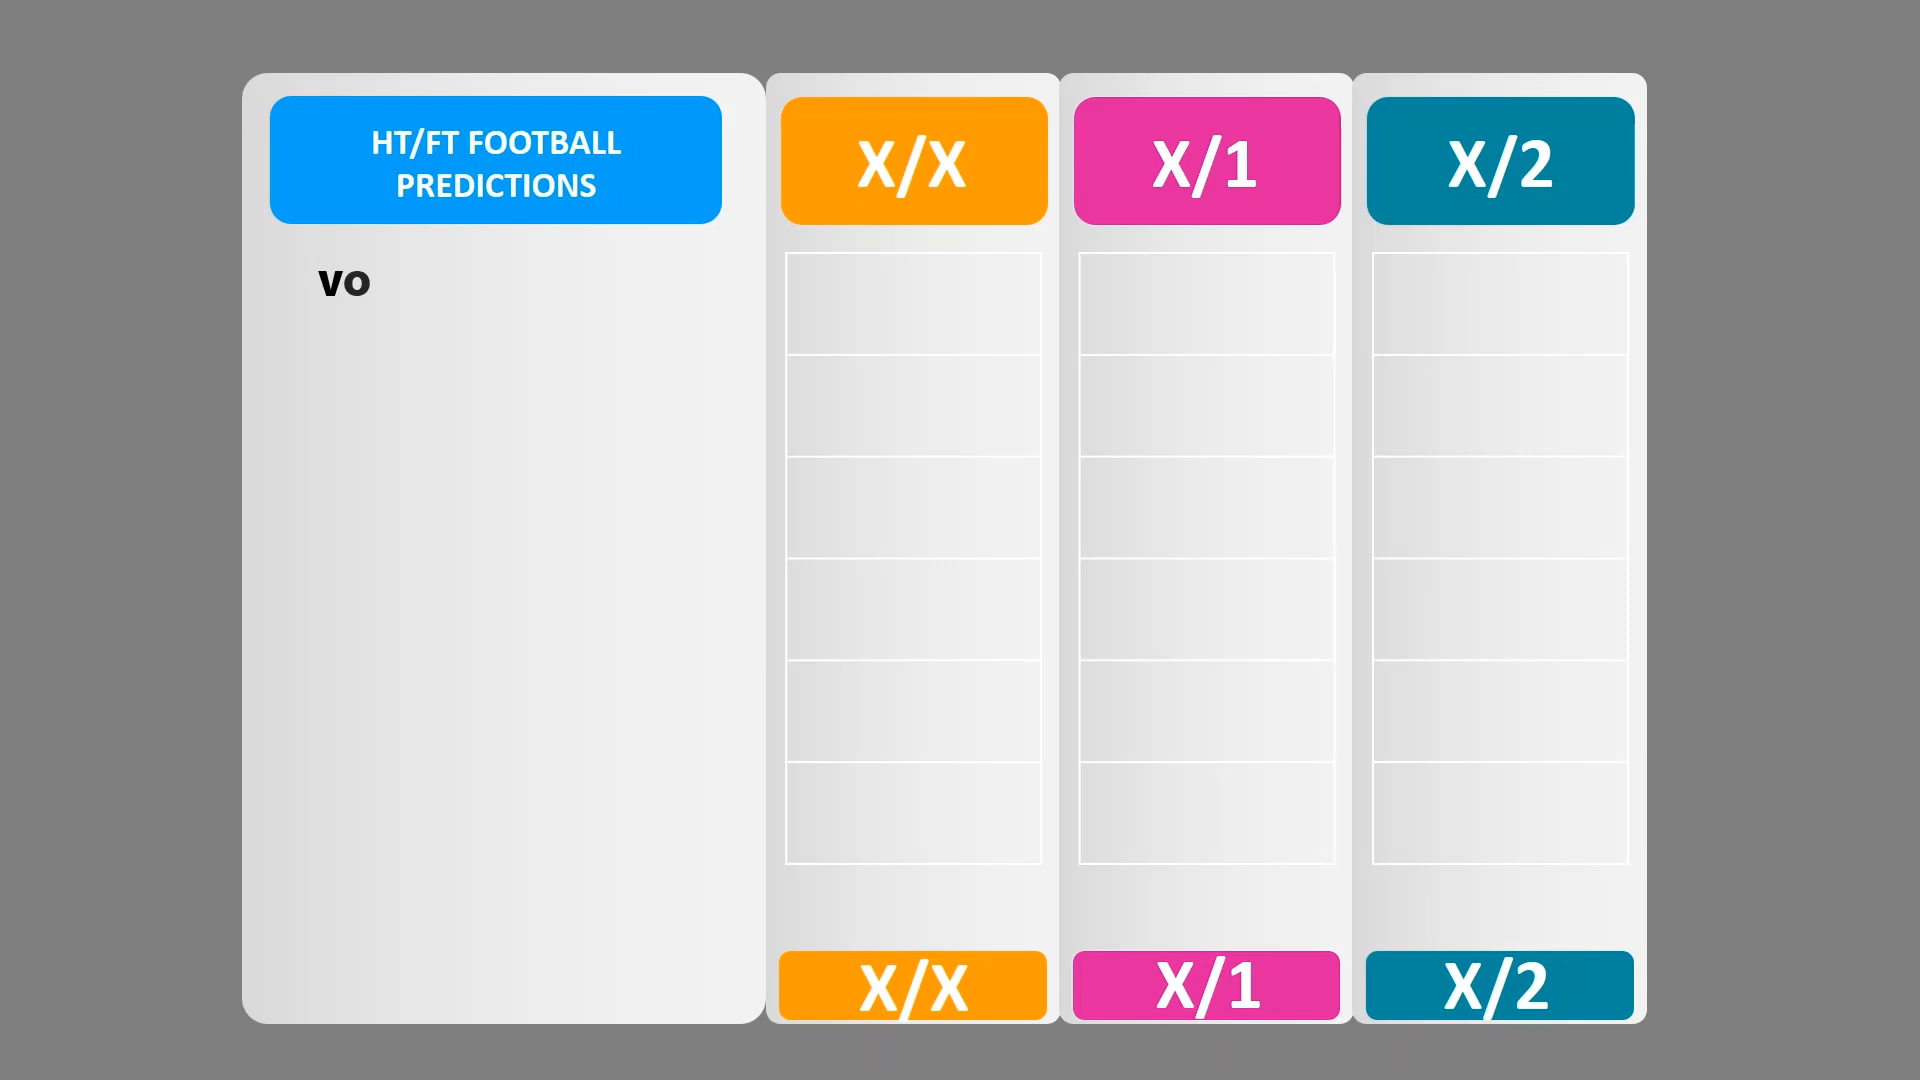 HT/FT FOOTBALL
PREDICTIONS
X/X
X/1
X/2
vo
X/X
X/1
X/2